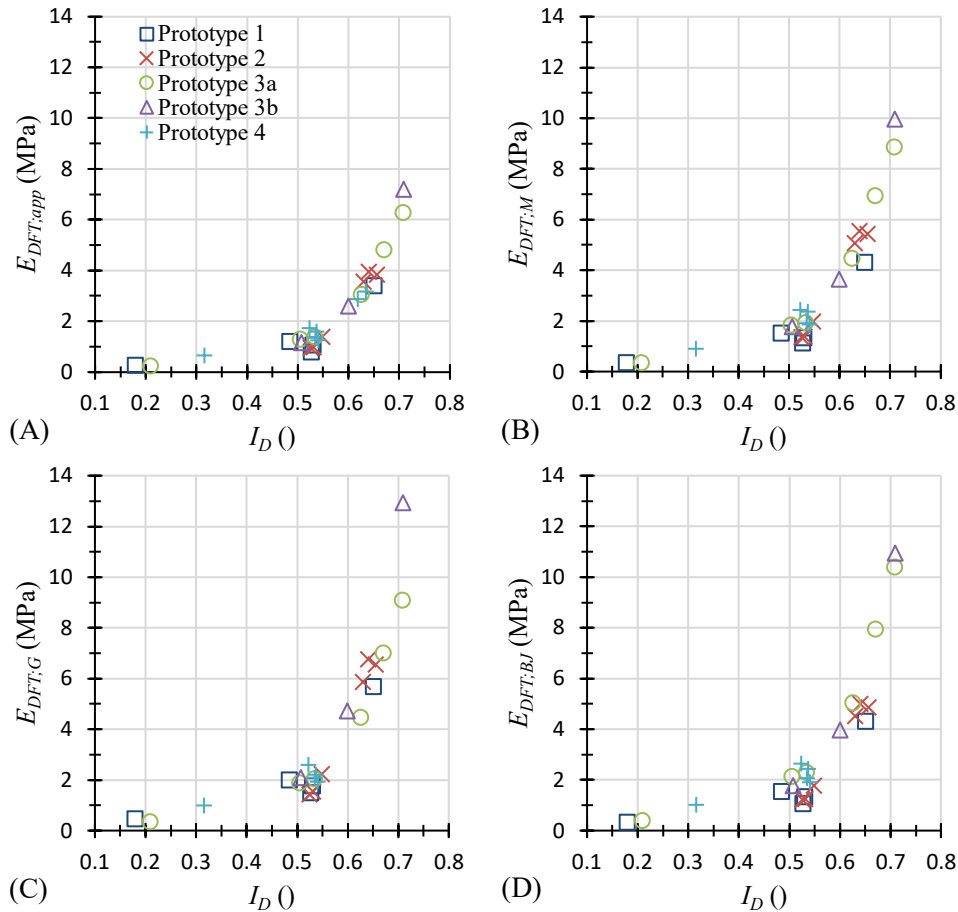 14
12
10
8
6
4
2
0
E_DFT;app (MPa)
Prototype 1
Prototype 2
Prototype 3a
Prototype 3b
Prototype 4
0.1 0.2 0.3 0.4 0.5 0.6 0.7 0.8
(A) I_D ()
14
12
10
8
6
4
2
0
E_DFT;M (MPa)
0.1 0.2 0.3 0.4 0.5 0.6 0.7 0.8
(B) I_D ()
14
12
10
8
6
4
2
0
E_DFT;G (MPa)
0.1 0.2 0.3 0.4 0.5 0.6 0.7 0.8
(C) I_D ()
14
12
10
8
6
4
2
0
E_DFT;BJ (MPa)
0.1 0.2 0.3 0.4 0.5 0.6 0.7 0.8
(D) I_D ()